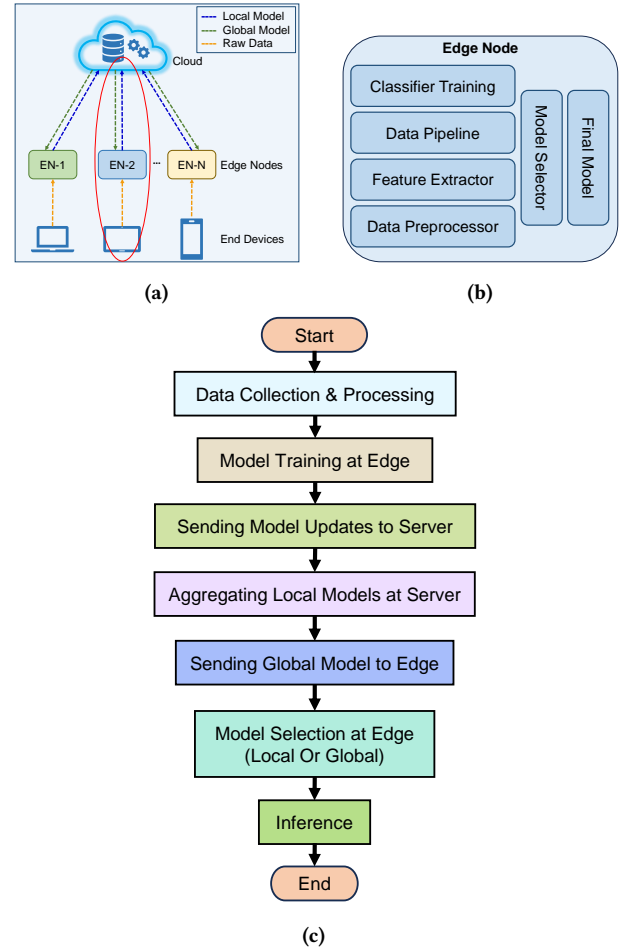 Local Model
Global Model
Raw Data
Cloud
EN-1
EN-2
...
EN-N
Edge Nodes
End Devices
(a)
Edge Node
Classifier Training
Data Pipeline
Feature Extractor
Data Preprocessor
Model Selector
Final Model
(b)
Start
Data Collection & Processing
Model Training at Edge
Sending Model Updates to Server
Aggregating Local Models at Server
Sending Global Model to Edge
Model Selection at Edge
(Local Or Global)
Inference
End
(c)